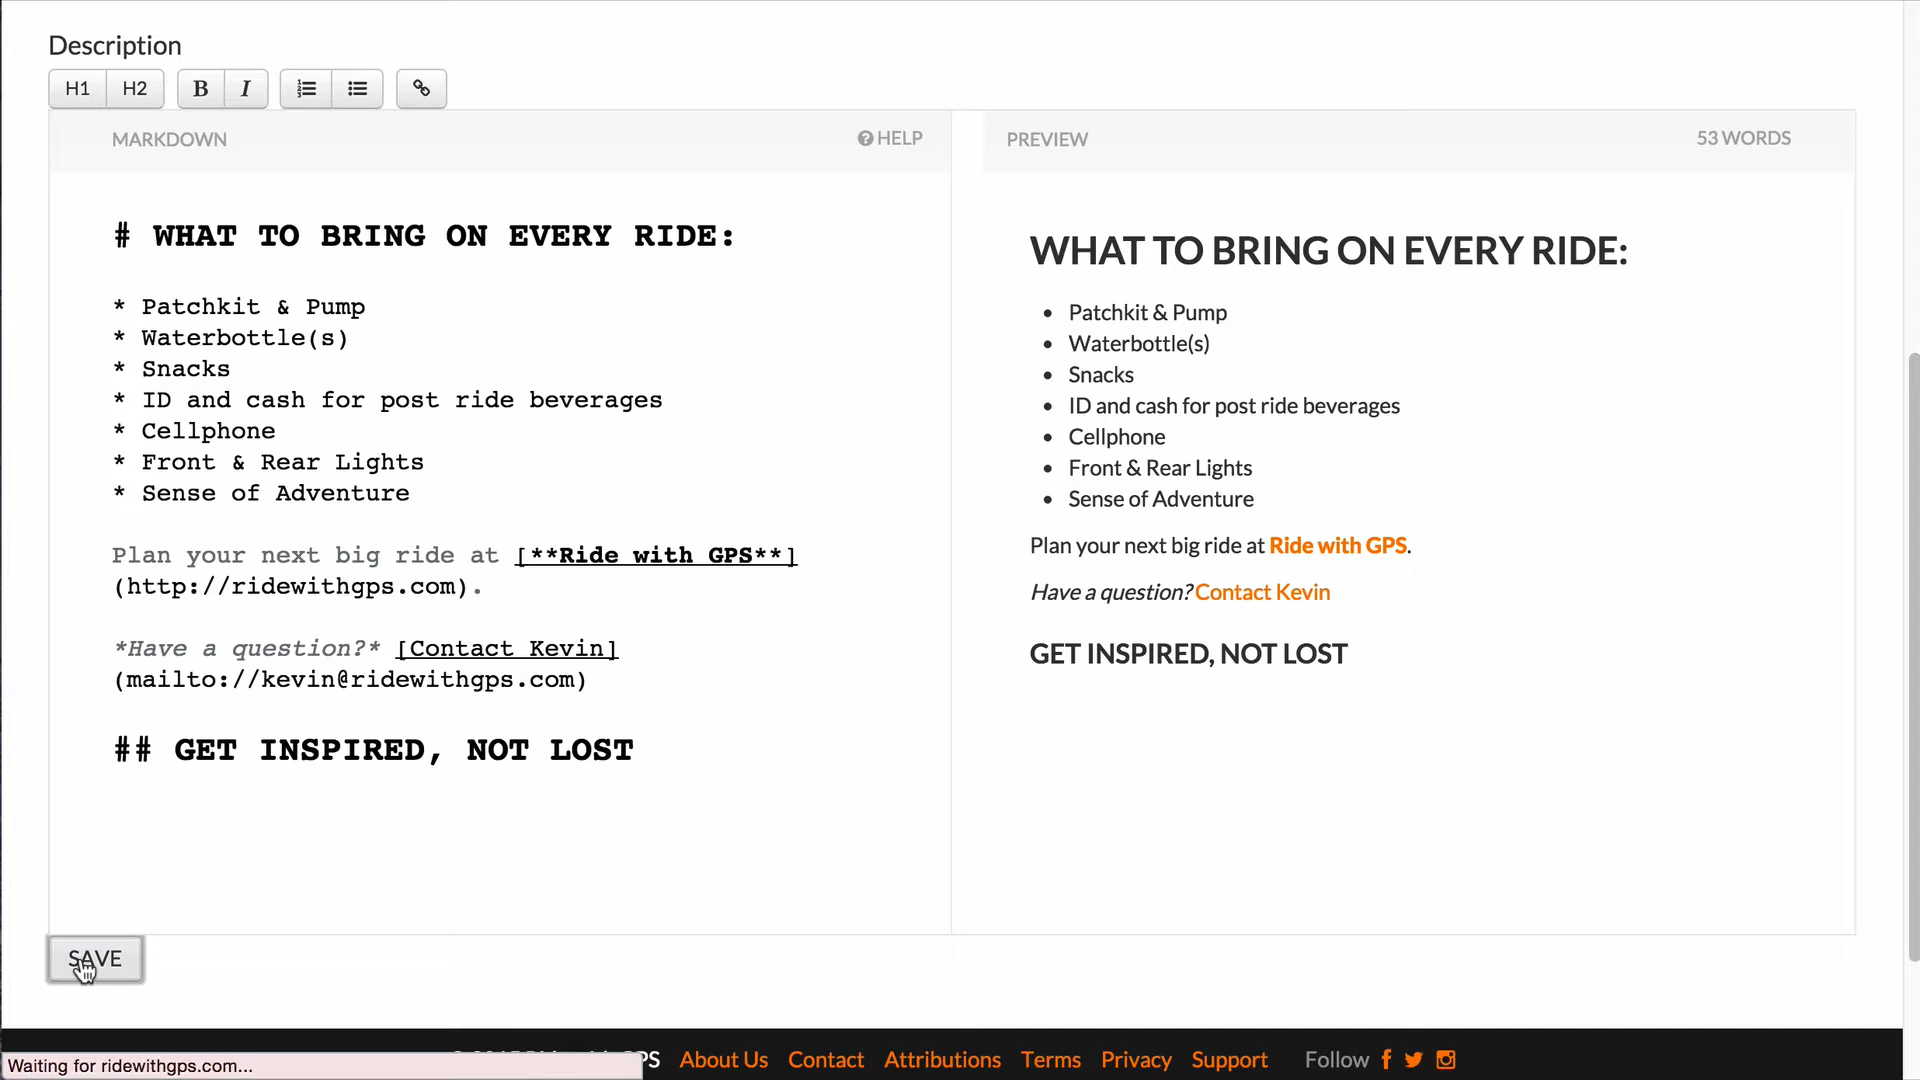 Description
H1 H2 B I
MARKDOWN HELP PREVIEW 53 WORDS
# WHAT TO BRING ON EVERY RIDE:
* Patchkit & Pump
* Waterbottle(s)
* Snacks
* ID and cash for post ride beverages
* Cellphone
* Front & Rear Lights
* Sense of Adventure
Plan your next big ride at [**Ride with GPS**]
(http://ridewithgps.com).
*Have a question?* [Contact Kevin]
(mailto://kevin@ridewithgps.com)
## GET INSPIRED, NOT LOST
WHAT TO BRING ON EVERY RIDE:
• Patchkit & Pump
• Waterbottle(s)
• Snacks
• ID and cash for post ride beverages
• Cellphone
• Front & Rear Lights
• Sense of Adventure
Plan your next big ride at Ride with GPS.
Have a question? Contact Kevin
GET INSPIRED, NOT LOST
SAVE
About Us Contact Attributions Terms Privacy Support Follow
Waiting for ridewithgps.com...